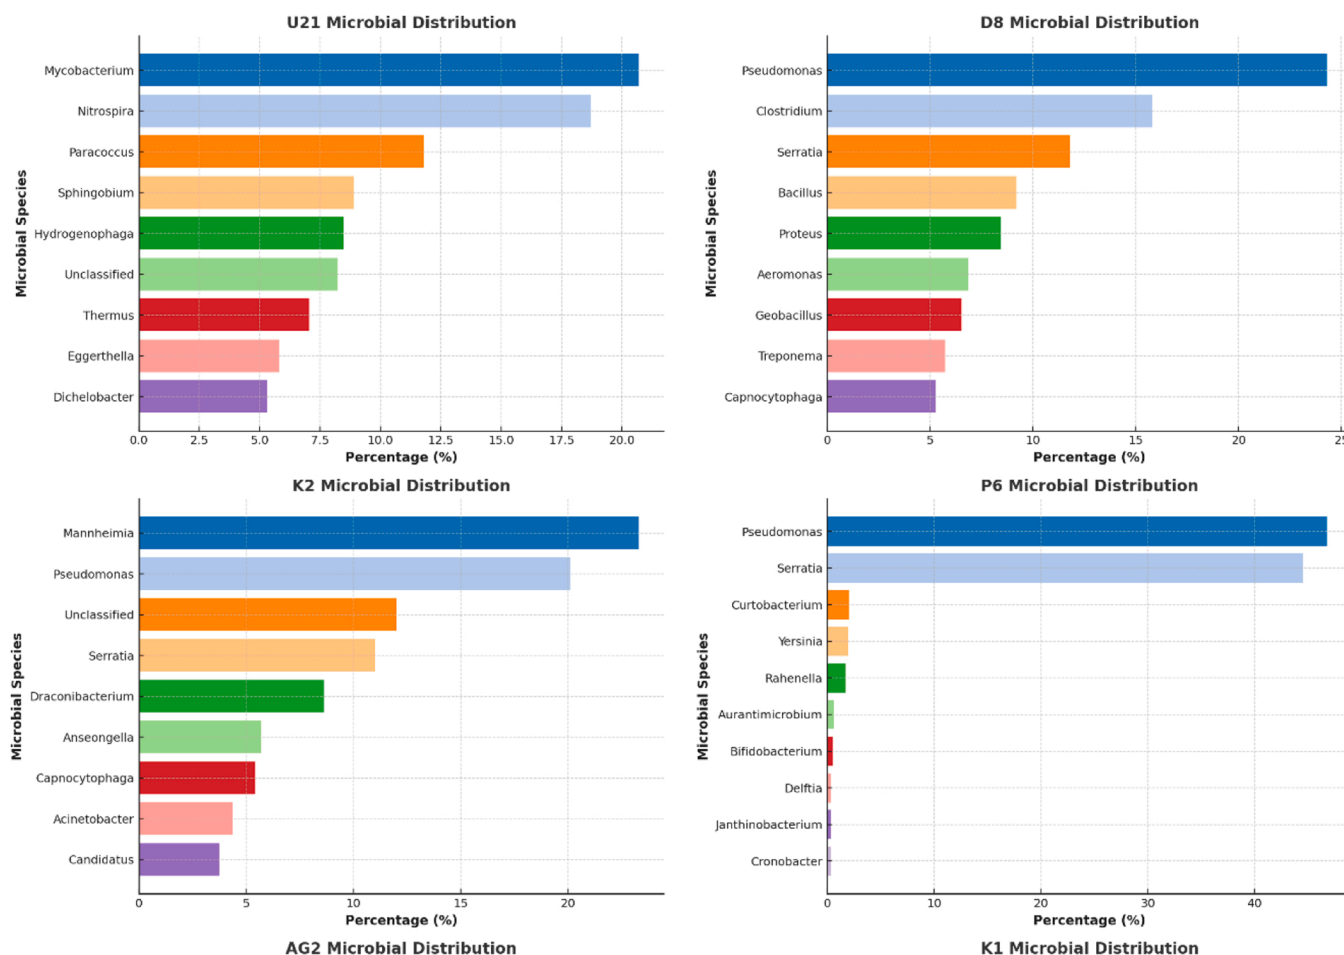 U21 Microbial Distribution
Microbial Species
Mycobacterium
Nitrospira
Paracoccus
Sphingobium
Hydrogenophaga
Unclassified
Thermus
Eggerthella
Dichelobacter
0.0 2.5 5.0 7.5 10.0 12.5 15.0 17.5 20.0
Percentage (%)
D8 Microbial Distribution
Microbial Species
Pseudomonas
Clostridium
Serratia
Bacillus
Proteus
Aeromonas
Geobacillus
Treponema
Capnocytophaga
0 5 10 15 20 25
Percentage (%)
K2 Microbial Distribution
Microbial Species
Mannheimia
Pseudomonas
Unclassified
Serratia
Draconibacterium
Anseongella
Capnocytophaga
Acinetobacter
Candidatus
0 5 10 15 20
Percentage (%)
P6 Microbial Distribution
Microbial Species
Pseudomonas
Serratia
Curtobacterium
Yersinia
Rahenella
Aurantimicrobium
Bifidobacterium
Delftia
Janthinobacterium
Cronobacter
0 10 20 30 40
Percentage (%)
AG2 Microbial Distribution
K1 Microbial Distribution